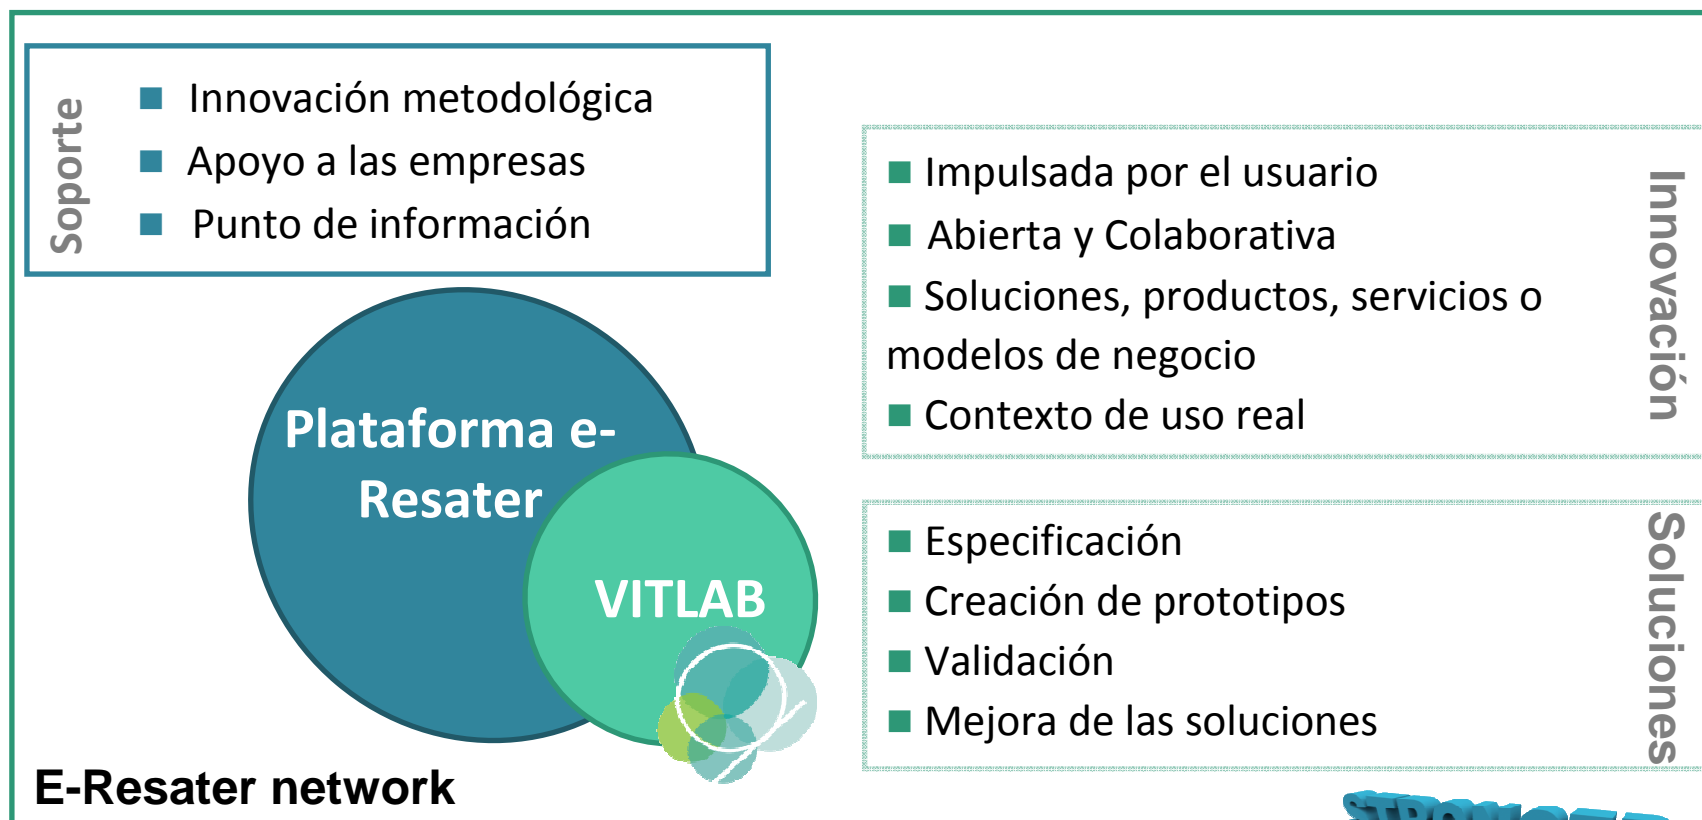 Soporte
Innovación metodológica
Apoyo a las empresas
Punto de información
Plataforma e-
Resater
VITLAB
Innovación
Impulsada por el usuario
Abierta y Colaborativa
Soluciones, productos, servicios o
modelos de negocio
Contexto de uso real
Soluciones
Especificación
Creación de prototipos
Validación
Mejora de las soluciones
E-Resater network